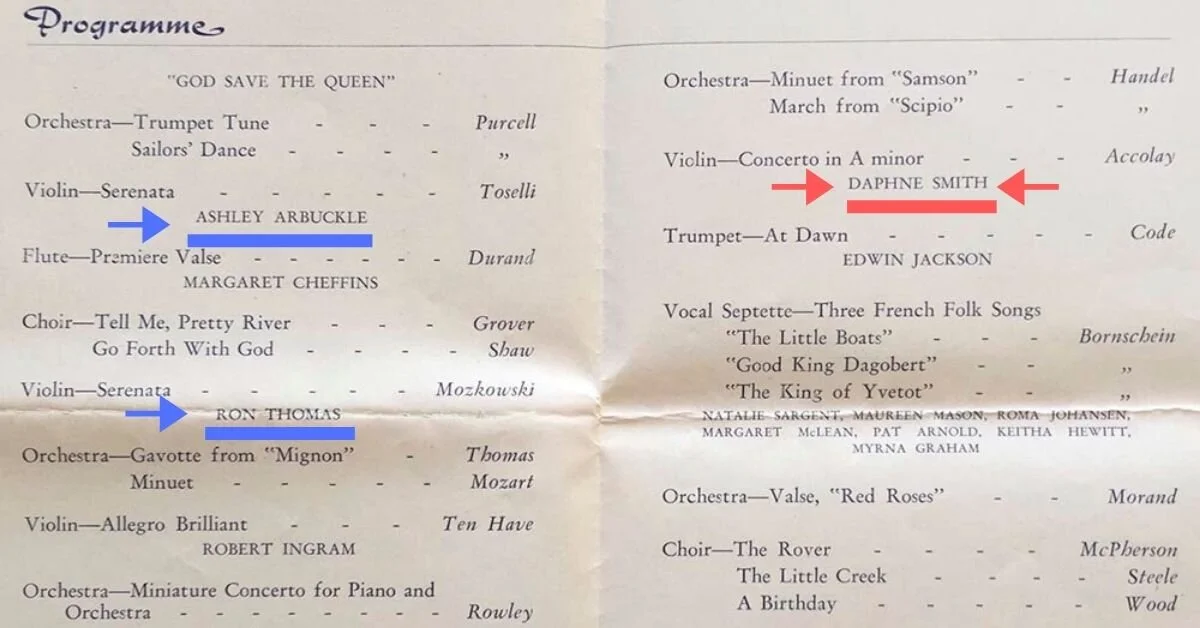 Programme
"GOD SAVE THE QUEEN"
Orchestra—Trumpet Tune - - - Purcell
Sailors' Dance - - - - „
Violin—Serenata - - - - - Toselli
ASHLEY ARBUCKLE
Flute—Premiere Valse - - - - - - Durand
MARGARET CHEFFINS
Choir—Tell Me, Pretty River - - - Grover
Go Forth With God - - - - Shaw
Violin—Serenata - - - - - Mozkowski
RON THOMAS
Orchestra—Gavotte from "Mignon" - Thomas
Minuet - - - - - Mozart
Violin—Allegro Brilliant - - - Ten Have
ROBERT INGRAM
Orchestra—Miniature Concerto for Piano and
Orchestra - - - - - - - - Rowley
Orchestra—Minuet from "Samson" - - Handel
March from "Scipio" - - „
Violin—Concerto in A minor - - - Accolay
DAPHNE SMITH
Trumpet—At Dawn - - - - - Code
EDWIN JACKSON
Vocal Septette—Three French Folk Songs
"The Little Boats" - - - Bornschein
"Good King Dagobert" - - „
"The King of Yvetot" - - „
NATALIE SARGENT, MAUREEN MASON, ROMA JOHANSEN,
MARGARET McLEAN, PAT ARNOLD, KEITHA HEWITT,
MYRNA GRAHAM
Orchestra—Valse, "Red Roses" - - Morand
Choir—The Rover - - - - - McPherson
The Little Creek - - - - Steele
A Birthday - - - - - Wood